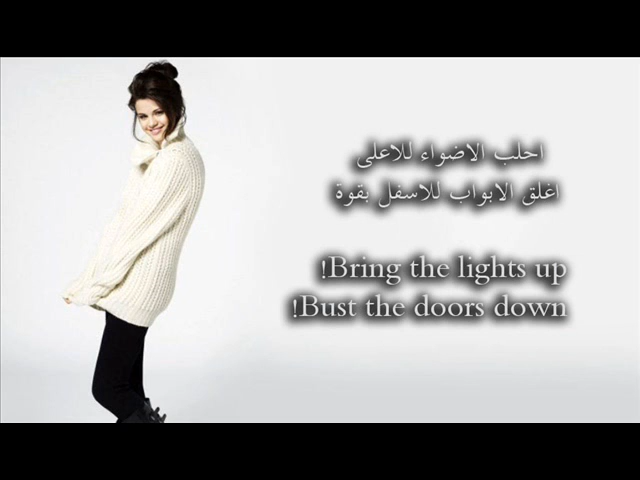 احلب الاضواء للاعلى
اغلق الابواب للاسفل بقوة
!Bring the lights up
!Bust the doors down